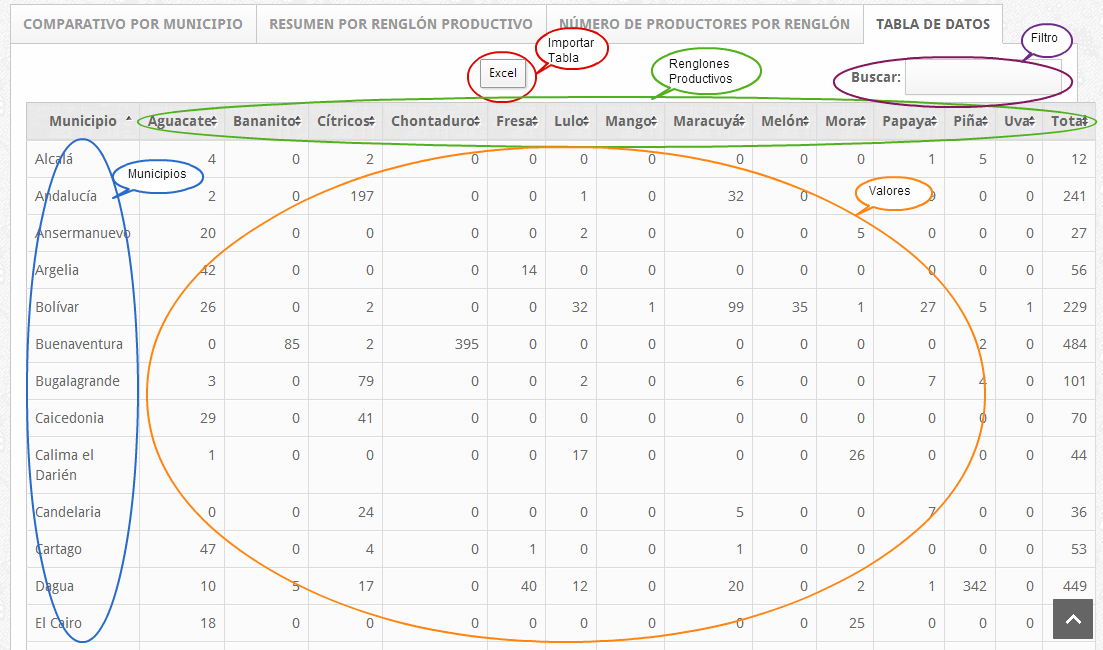 COMPARATIVO POR MUNICIPIO RESUMEN POR RENGLÓN PRODUCTIVO NÚMERO DE PRODUCTORES POR RENGLÓN TABLA DE DATOS
Filtro
Importar
Tabla
Excel
Renglones
Productivos
Buscar:
Municipio Aguacate Bananito Cítricos Chontaduro Fresa Lulo Mango Maracuyá Melón Mora Papaya Piña Uva Total
Alcalá 4 0 2 0 0 0 0 0 0 0 1 5 0 12
Municipios
Valores
Andalucía 2 0 197 0 0 1 0 32 0 9 0 0 241
Ansermanuevo 20 0 0 0 0 2 0 0 0 5 0 0 0 27
Argelia 42 0 0 0 14 0 0 0 0 0 0 0 0 56
Bolívar 26 0 2 0 0 32 1 99 35 1 27 5 1 229
Buenaventura 0 85 2 395 0 0 0 0 0 0 0 2 0 484
Bugalagrande 3 0 79 0 0 2 0 6 0 0 7 4 0 101
Caicedonia 29 0 41 0 0 0 0 0 0 0 0 0 0 70
Calima el 1 0 0 0 0 17 0 0 0 26 0 0 0 44
Darién
Candelaria 0 0 24 0 0 0 0 5 0 0 7 0 0 36
Cartago 47 0 4 0 1 0 0 1 0 0 0 0 0 53
Dagua 10 5 17 0 40 12 0 20 0 2 1 342 0 449
El Cairo 18 0 0 0 0 0 0 0 0 25 0 0 0